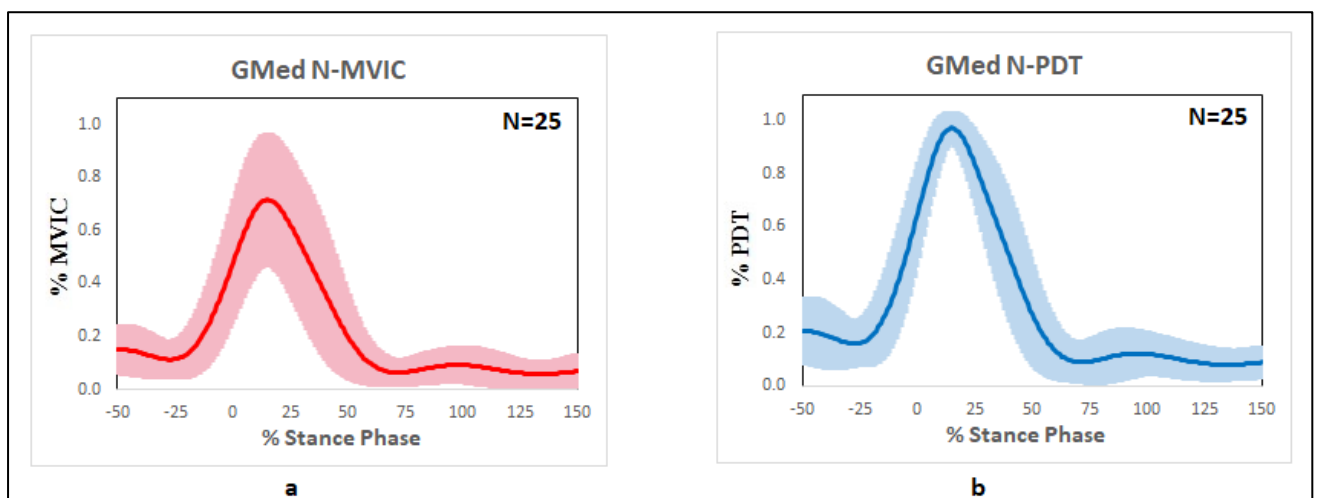 GMed N-MVIC
N=25
% MVIC
1.0
0.8
0.6
0.4
0.2
0.0
-50 -25 0 25 50 75 100 125 150
% Stance Phase
a
GMed N-PDT
N=25
% PDT
1.0
0.8
0.6
0.4
0.2
0.0
-50 -25 0 25 50 75 100 125 150
% Stance Phase
b